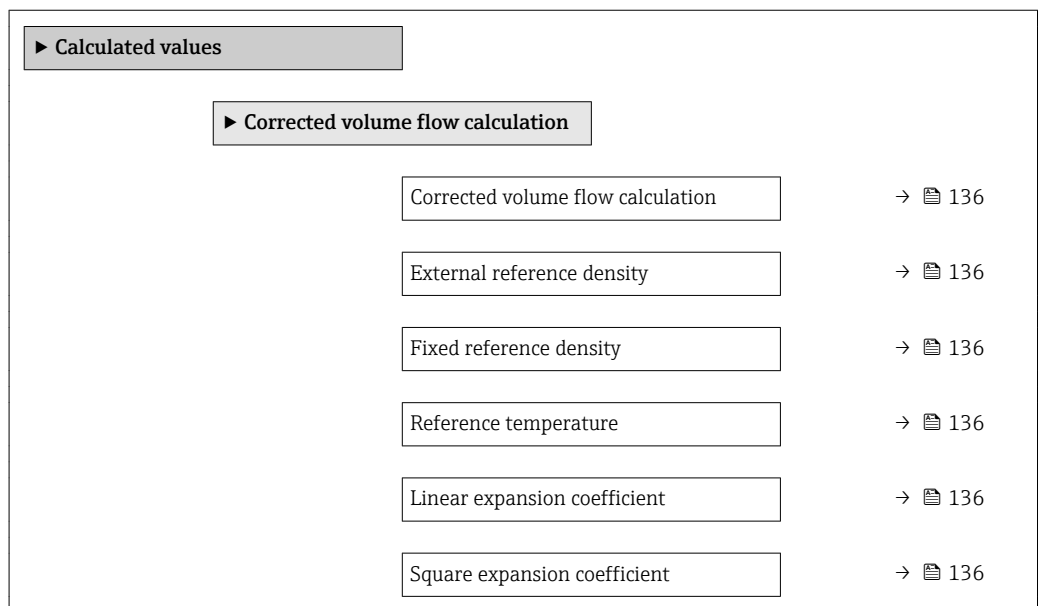 ▶ Calculated values
▶ Corrected volume flow calculation
Corrected volume flow calculation → 136
External reference density → 136
Fixed reference density → 136
Reference temperature → 136
Linear expansion coefficient → 136
Square expansion coefficient → 136